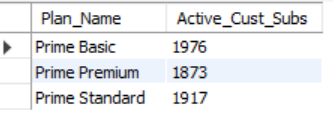 Plan_Name Active_Cust_Subs
Prime Basic 1976
Prime Premium 1873
Prime Standard 1917